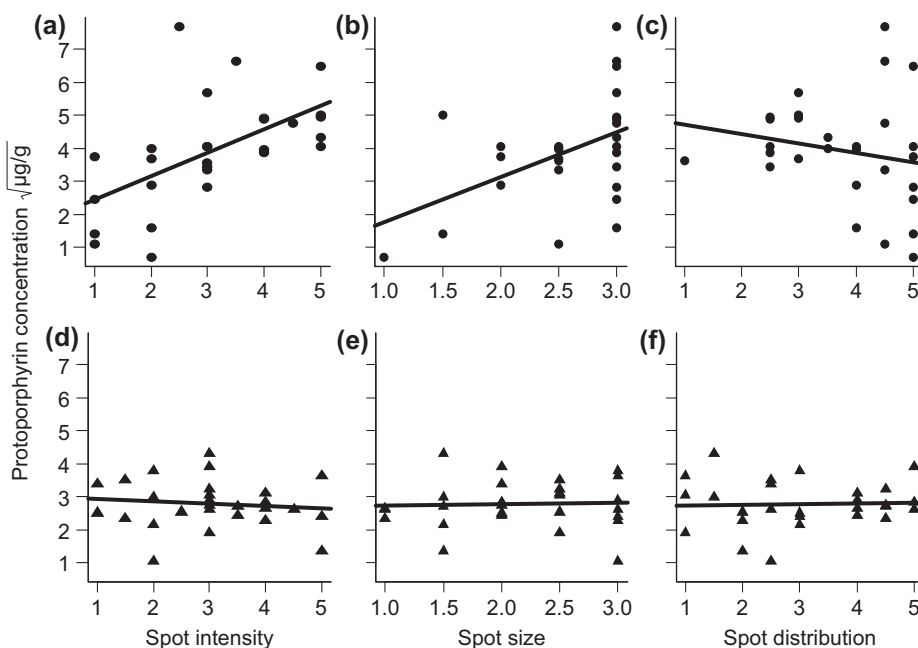 Protoporphyrin concentration √µg/g
(a)
7
6
5
4
3
2
1
1 2 3 4 5
(b)
1.0 1.5 2.0 2.5 3.0
(c)
1 2 3 4 5
(d)
7
6
5
4
3
2
1
1 2 3 4 5
Spot intensity
(e)
1.0 1.5 2.0 2.5 3.0
Spot size
(f)
1 2 3 4 5
Spot distribution